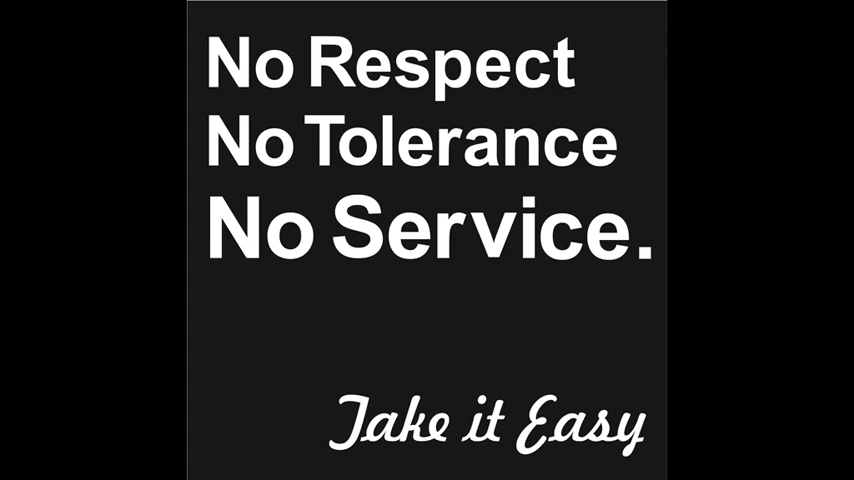 No Respect
No Tolerance
No Service.
Take it Easy